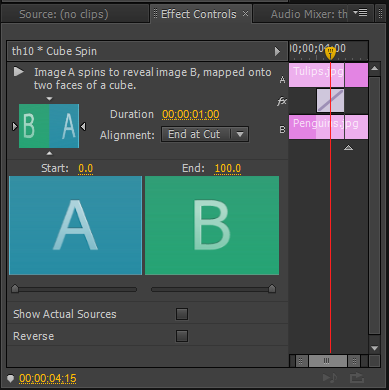 Source: (no clips)
Effect Controls
Audio Mixer: th
th10 * Cube Spin
;00;00;06;00
Image A spins to reveal image B, mapped onto
two faces of a cube.
A
Tulips.jpg
fx
B A
Duration 00:00:01:00
Alignment: End at Cut
B
Penguins.jpg
Start: 0.0
End: 100.0
A
B
Show Actual Sources
Reverse
00:00:04:15